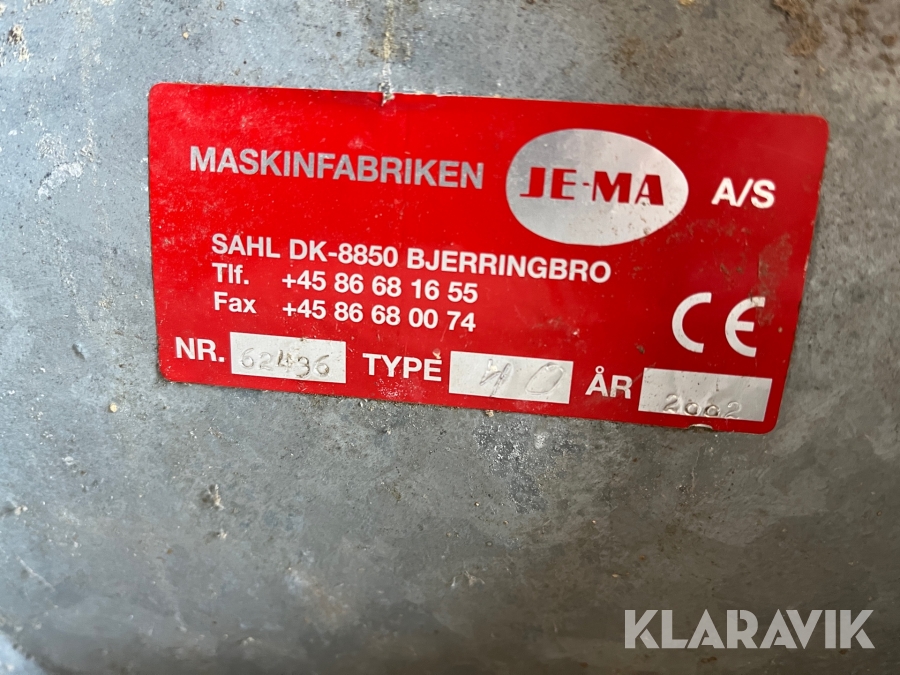 MASKINFABRIKEN JE-MA A/S
SAHL DK-8850 BJERRINGBRO
Tlf. +45 86 68 16 55
Fax +45 86 68 00 74
CE
NR. 62436 TYPE 40 ÅR 2002
KLARAVIK